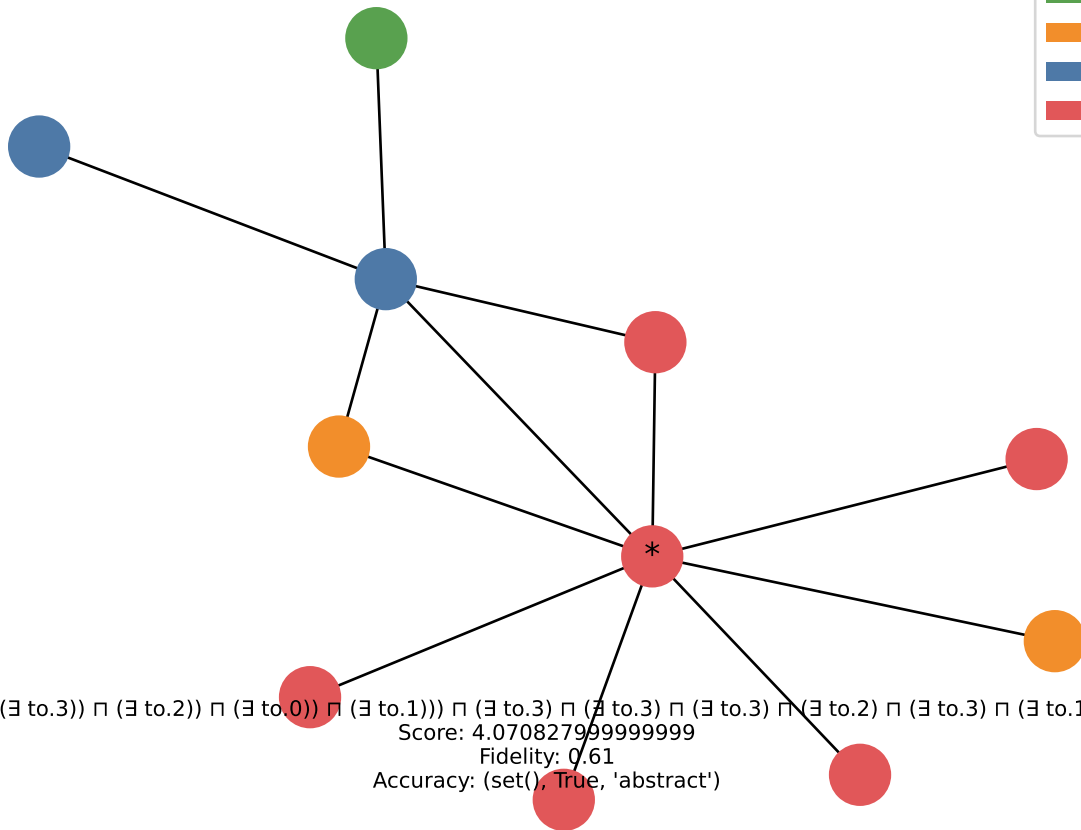 *
(∃ to.3)) ⊓ (∃ to.2)) ⊓ (∃ to.0)) ⊓ (∃ to.1))) ⊓ (∃ to.3) ⊓ (∃ to.3) ⊓ (∃ to.3) ⊓ (∃ to.2) ⊓ (∃ to.3) ⊓ (∃ to.1
Score: 4.070827999999999
Fidelity: 0.61
Accuracy: (set(), True, 'abstract')